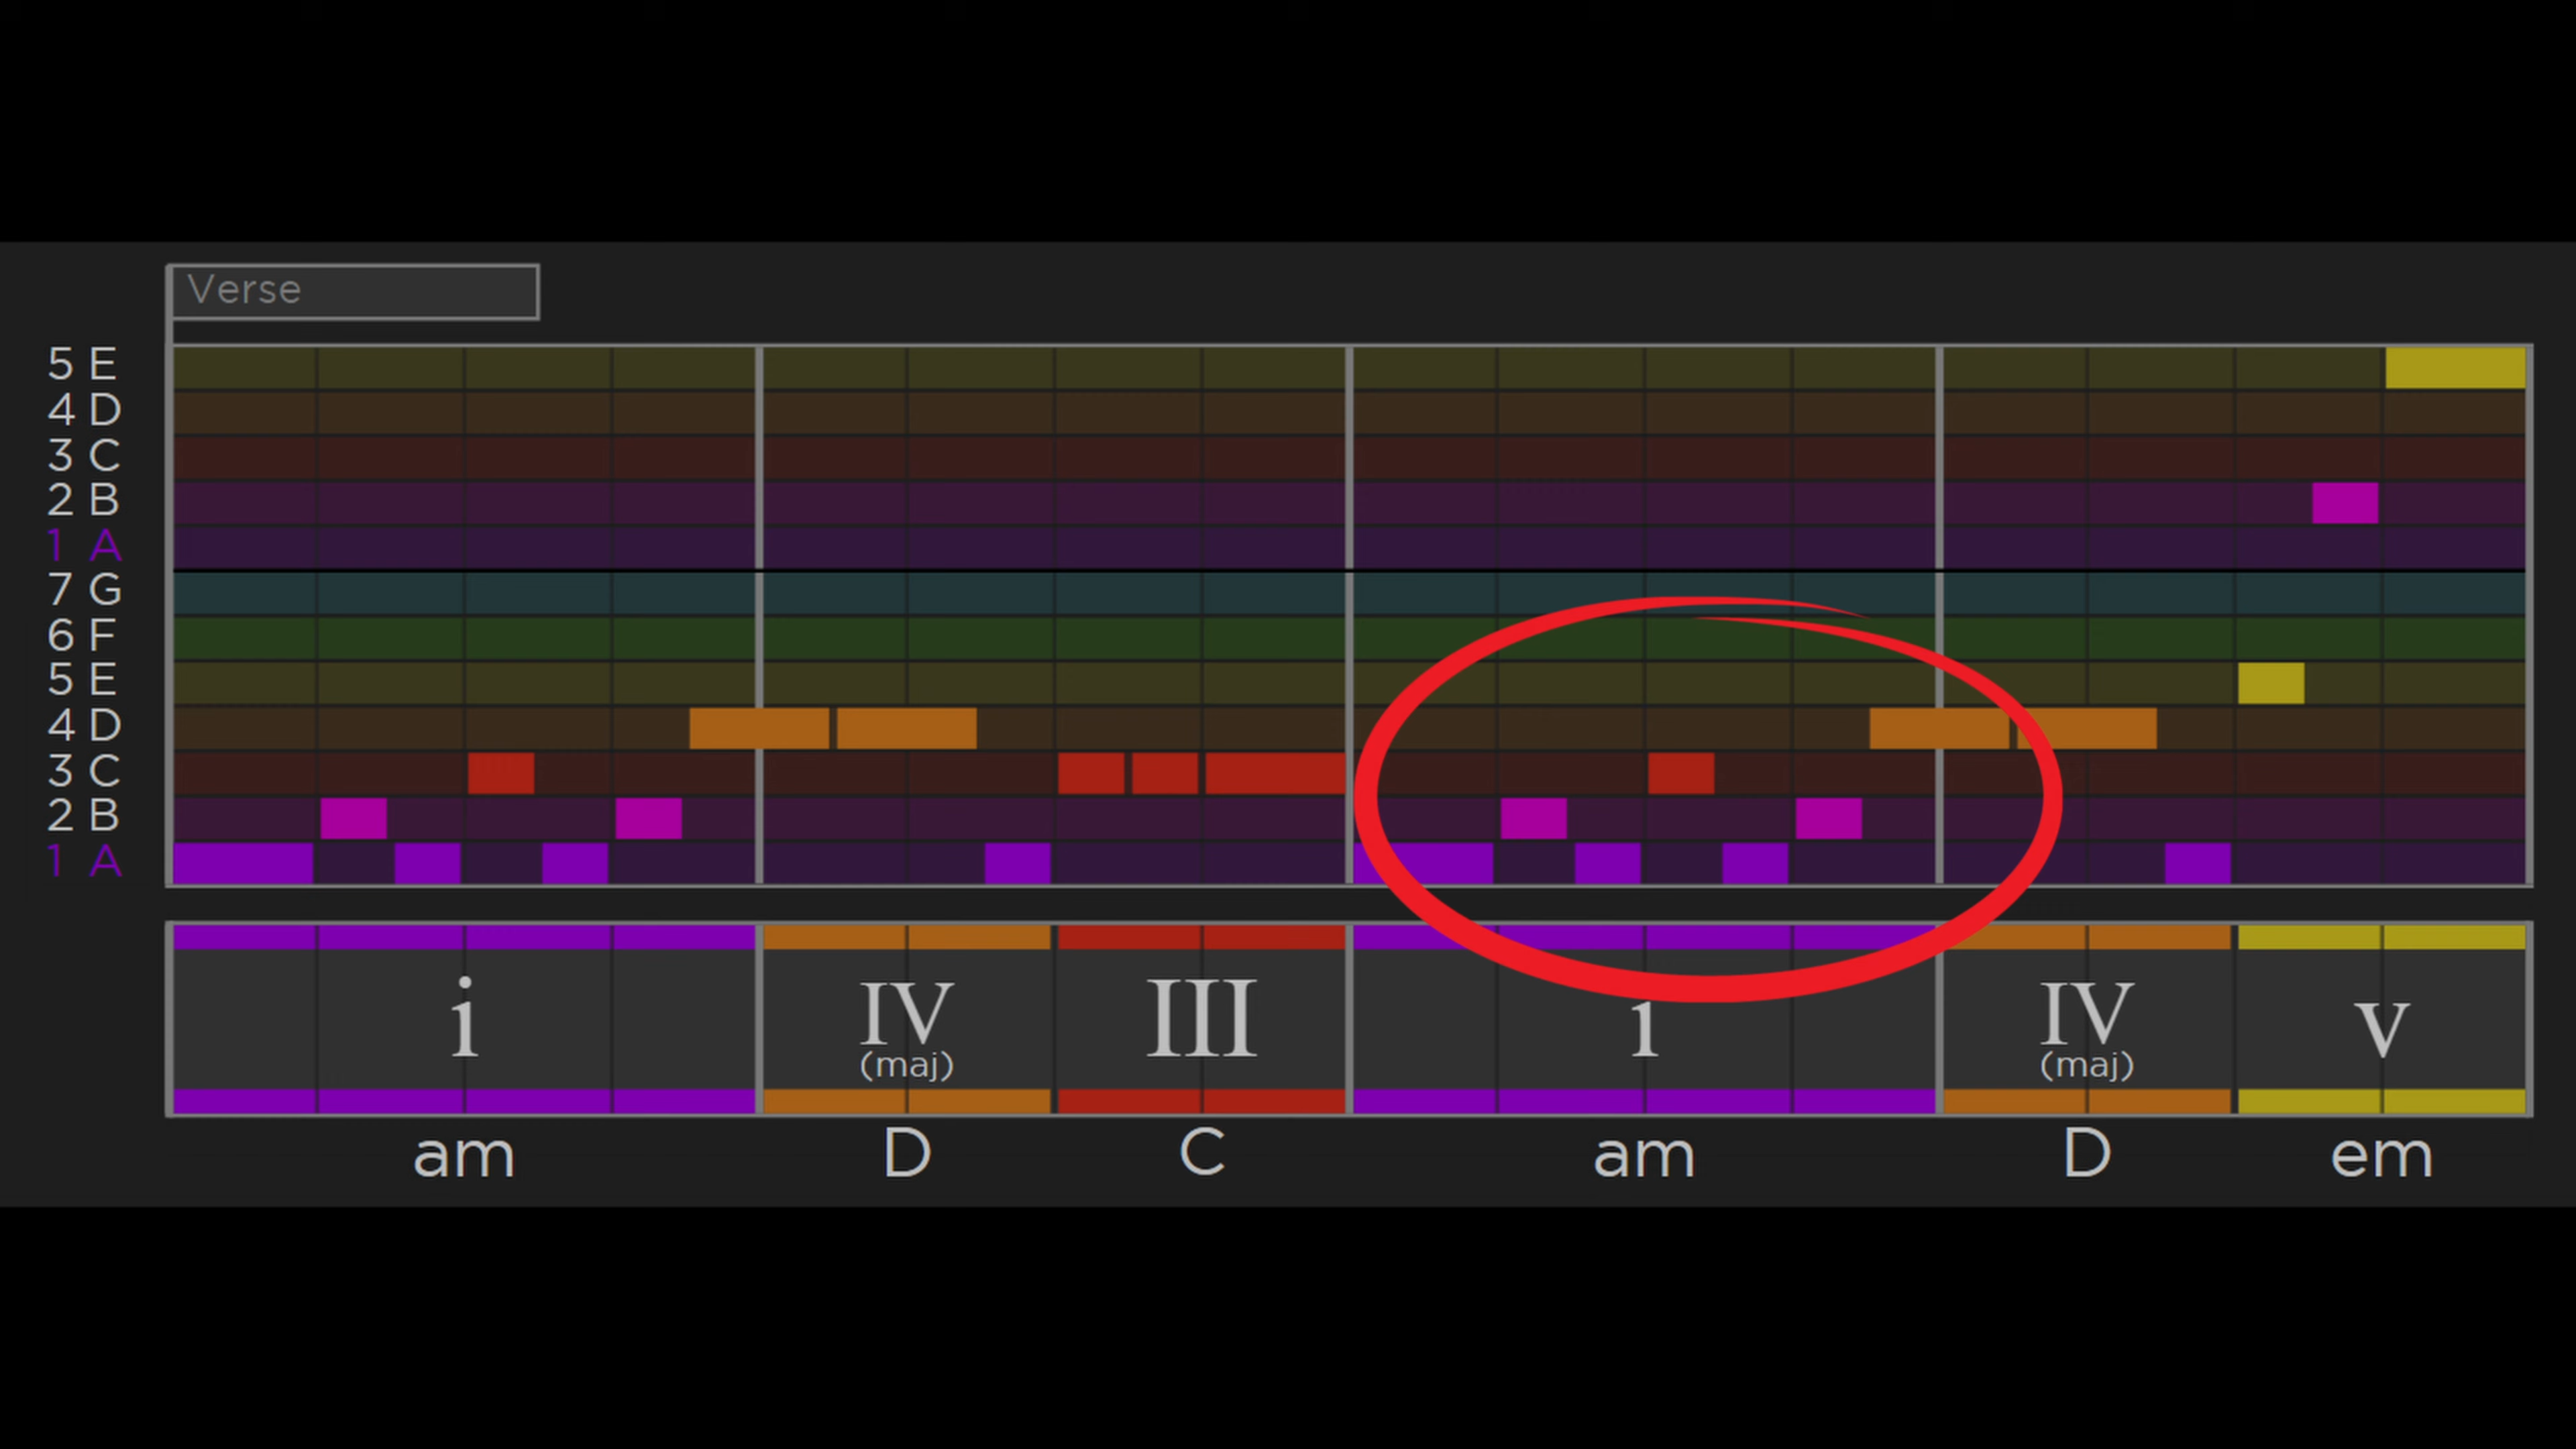 Verse
5 E
4 D
3 C
2 B
1 A
7 G
6 F
5 E
4 D
3 C
2 B
1 A
i IV III i IV v
(maj) (maj)
am D C am D em